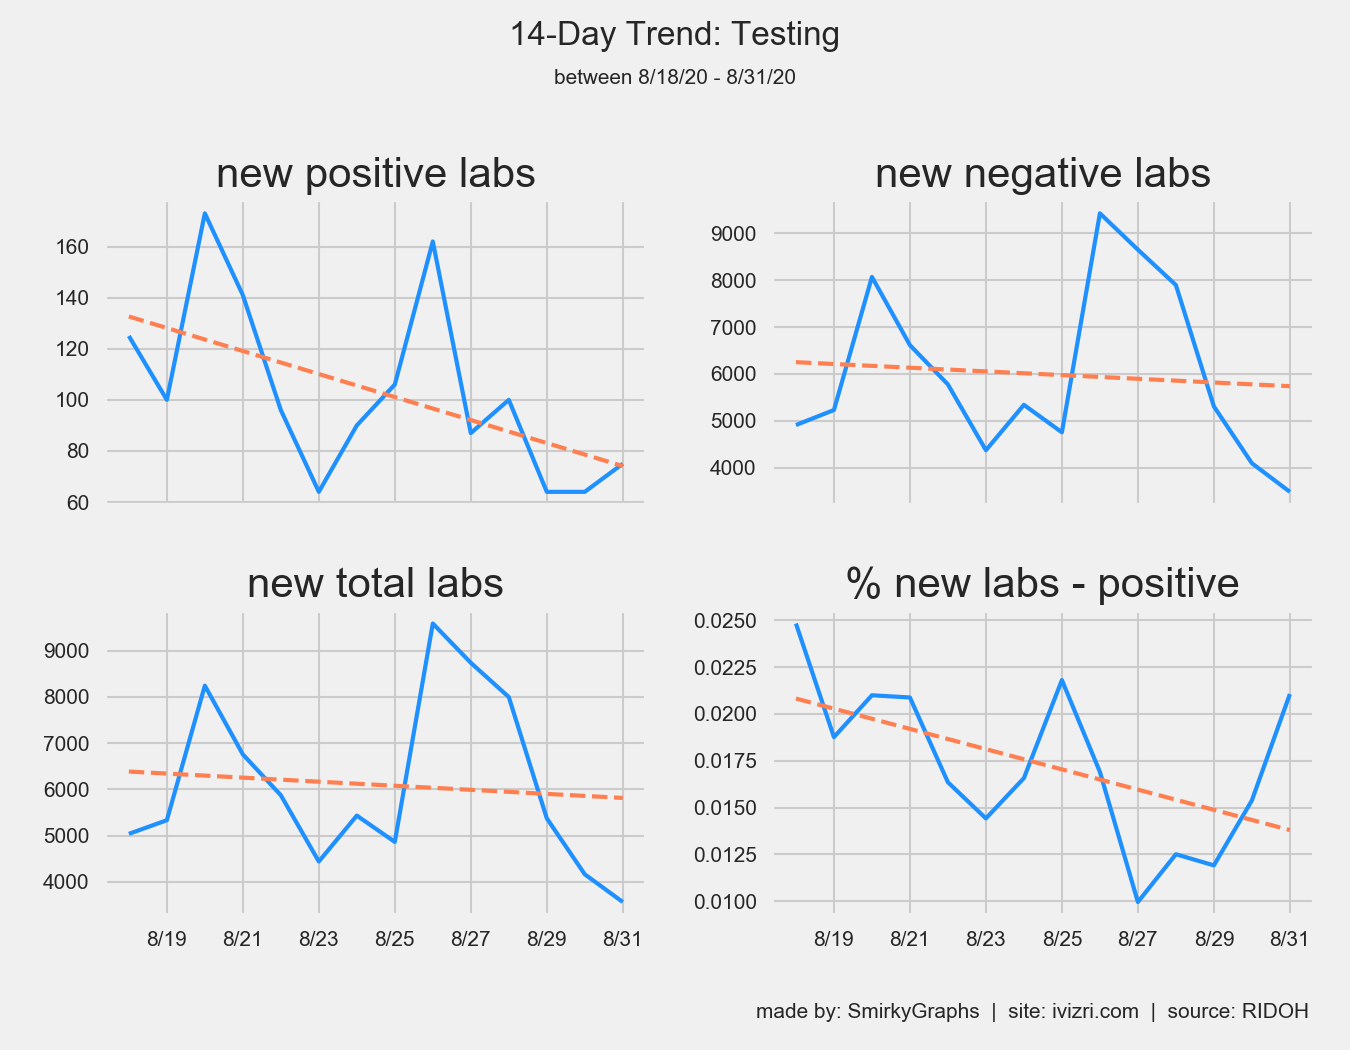 14-Day Trend: Testing
between 8/18/20 - 8/31/20
new positive labs
160
140
120
100
80
60
new negative labs
9000
8000
7000
6000
5000
4000
new total labs
9000
8000
7000
6000
5000
4000
8/19 8/21 8/23 8/25 8/27 8/29 8/31
% new labs - positive
0.0250
0.0225
0.0200
0.0175
0.0150
0.0125
0.0100
8/19 8/21 8/23 8/25 8/27 8/29 8/31
made by: SmirkyGraphs | site: ivizri.com | source: RIDOH